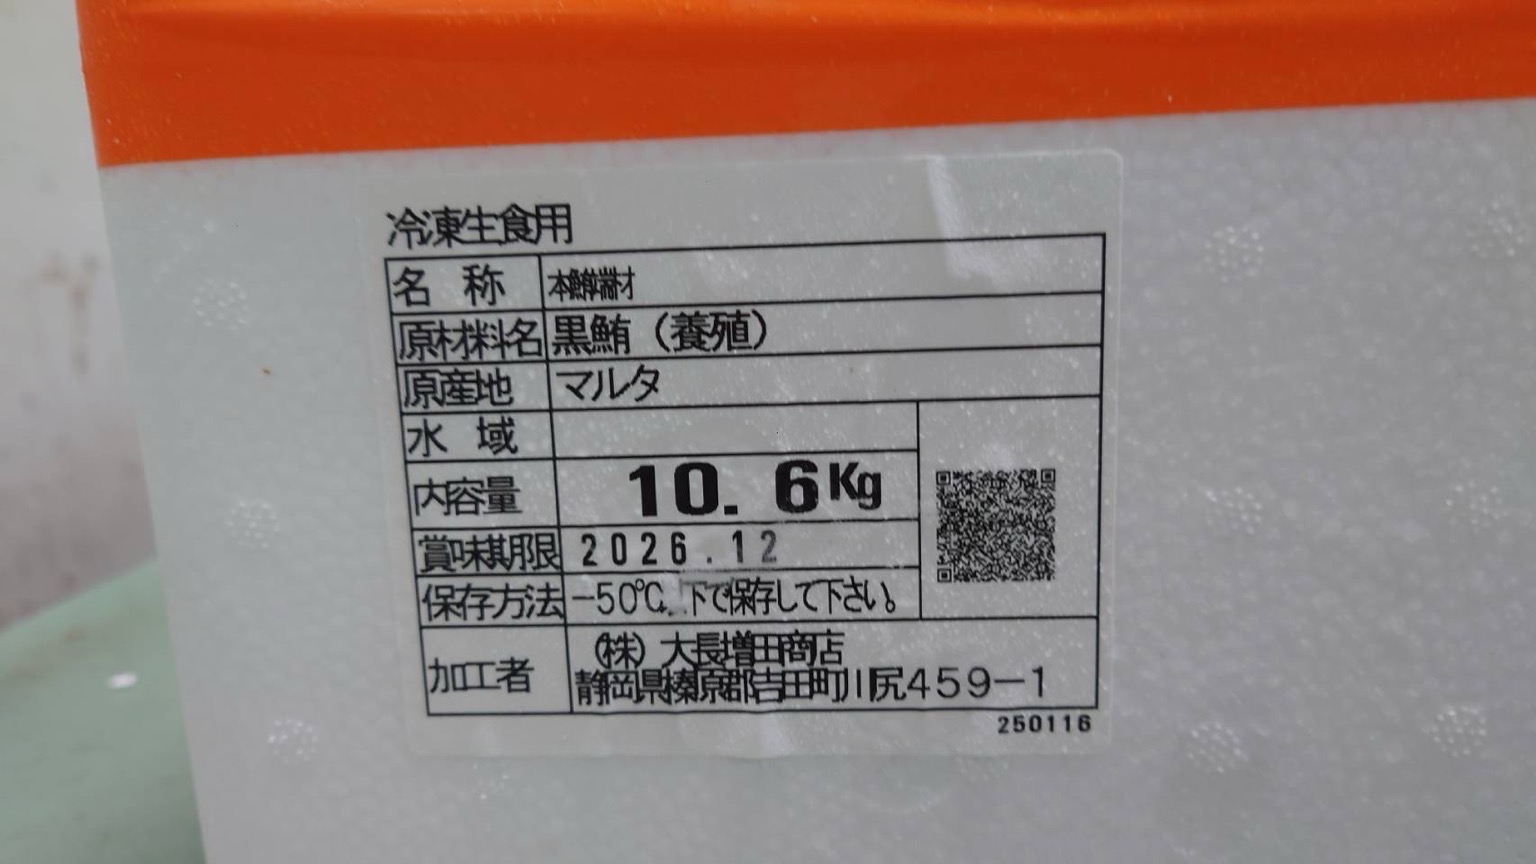 冷凍生食用
名 称 本鮪端材
原材料名 黒鮪（養殖）
原産地 マルタ
水 域
内容量 10. 6Kg
賞味期限 2026.12
保存方法 -50℃ 下で保存して下さい。
加工者 （株）大長増田商店
静岡県榛原郡吉田町川尻459-1
250116